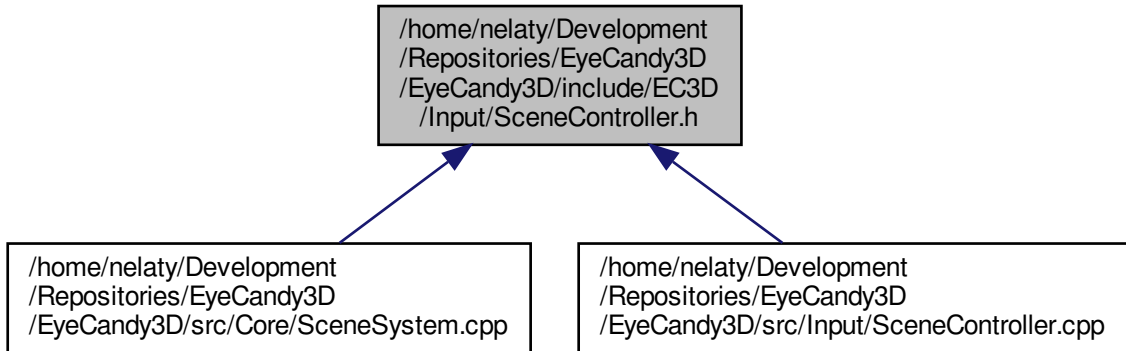 /home/nelaty/Development
/Repositories/EyeCandy3D
/EyeCandy3D/include/EC3D
/Input/SceneController.h
/home/nelaty/Development
/Repositories/EyeCandy3D
/EyeCandy3D/src/Core/SceneSystem.cpp
/home/nelaty/Development
/Repositories/EyeCandy3D
/EyeCandy3D/src/Input/SceneController.cpp